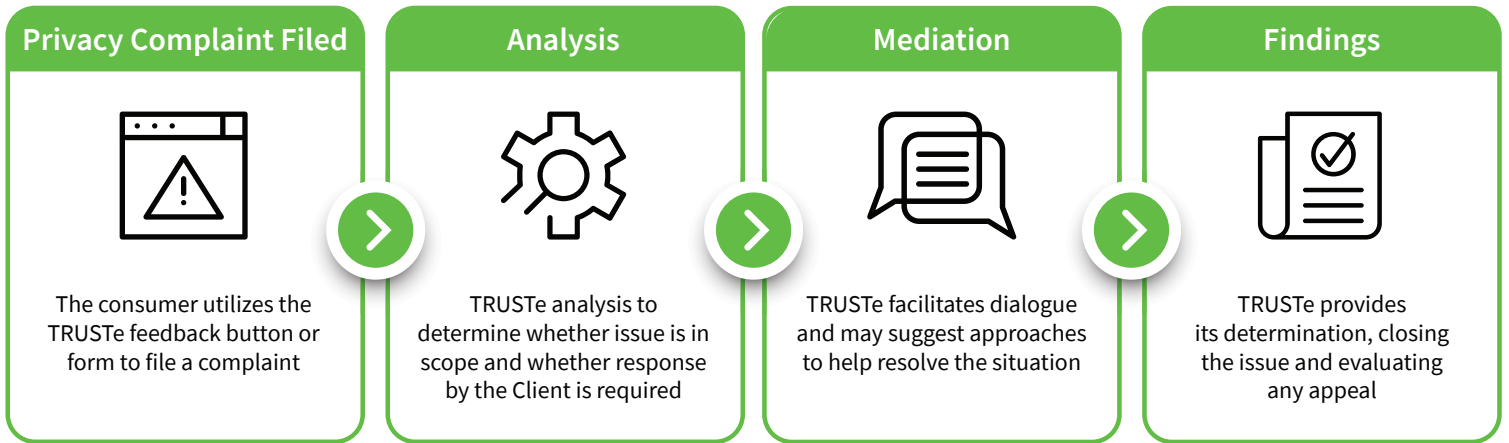 Privacy Complaint Filed
The consumer utilizes the
TRUSTe feedback button or
form to file a complaint
Analysis
TRUSTe analysis to
determine whether issue is in
scope and whether response
by the Client is required
Mediation
TRUSTe facilitates dialogue
and may suggest approaches
to help resolve the situation
Findings
TRUSTe provides
its determination, closing
the issue and evaluating
any appeal